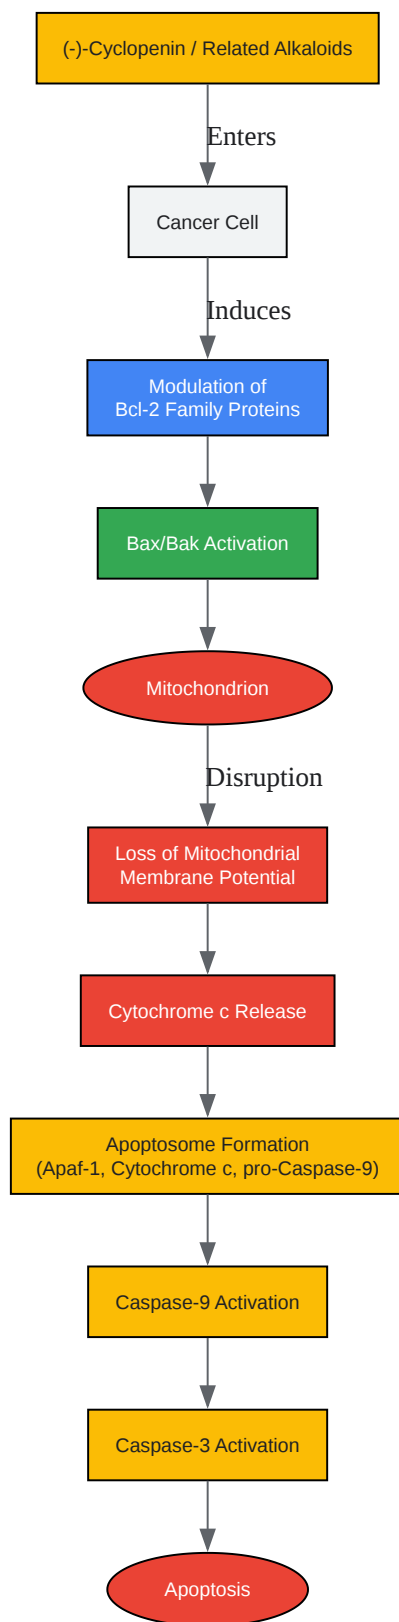 (-)-Cyclopenin / Related Alkaloids
Enters
Cancer Cell
Induces
Modulation of
Bcl-2 Family Proteins
Bax/Bak Activation
Mitochondrion
Disruption
Loss of Mitochondrial
Membrane Potential
Cytochrome c Release
Apoptosome Formation
(Apaf-1, Cytochrome c, pro-Caspase-9)
Caspase-9 Activation
Caspase-3 Activation
Apoptosis